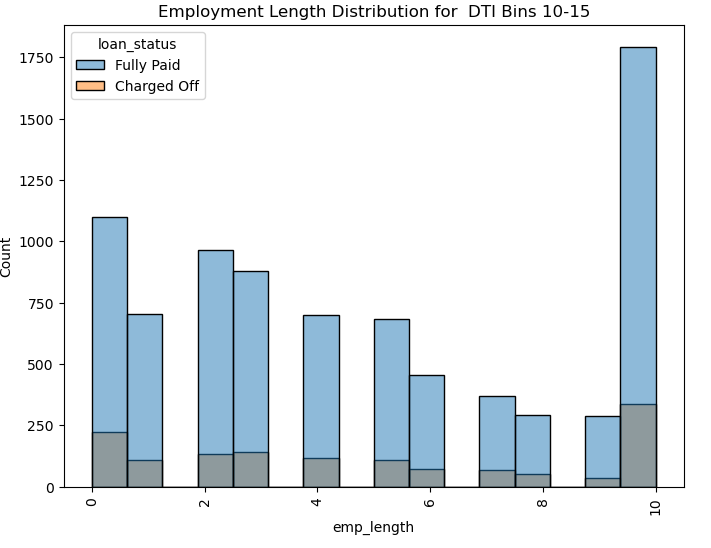 Employment Length Distribution for  DTI Bins 10-15
loan_status
Fully Paid
Charged Off
Count
1750
1500
1250
1000
750
500
250
0
0
2
4
6
8
10
emp_length